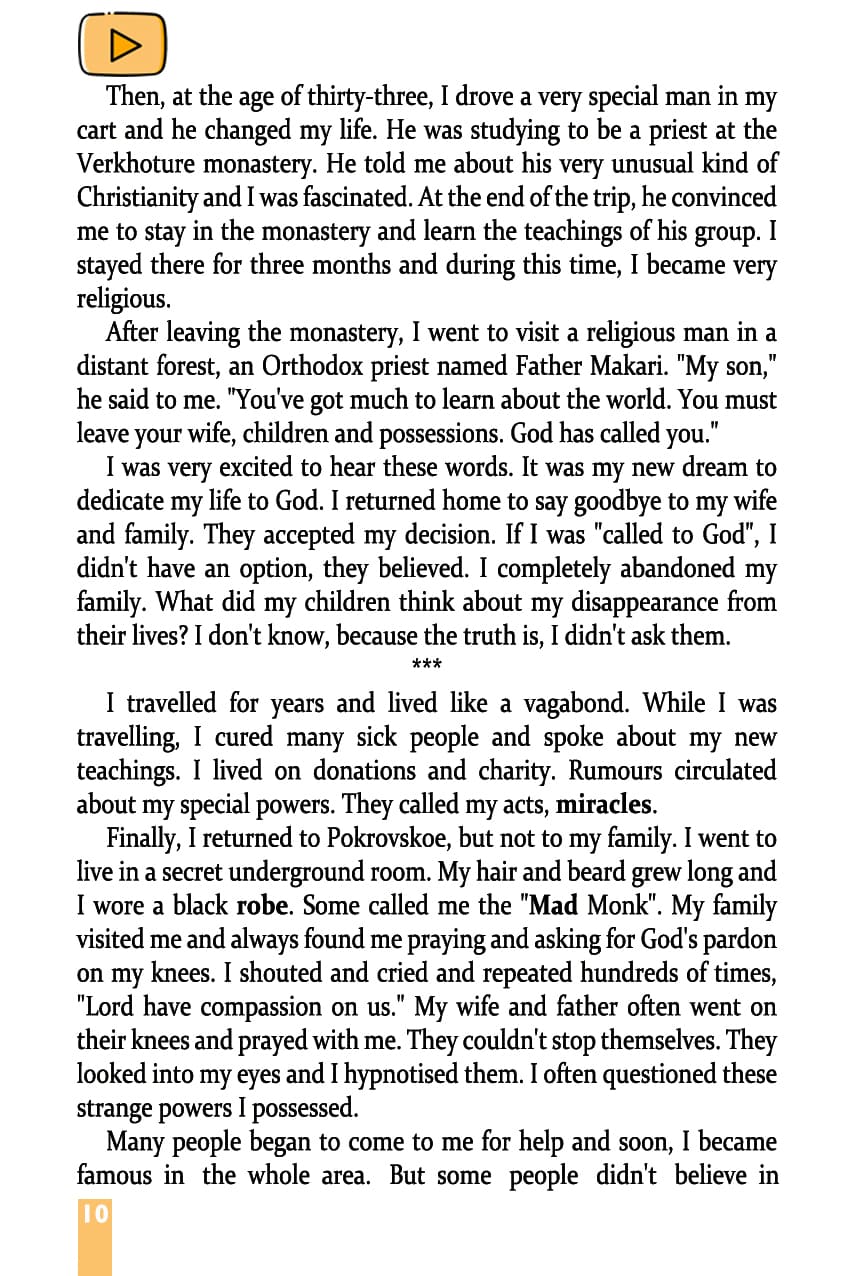 Then, at the age of thirty-three, I drove a very special man in my
cart and he changed my life. He was studying to be a priest at the
Verkhoture monastery. He told me about his very unusual kind of
Christianity and I was fascinated. At the end of the trip, he convinced
me to stay in the monastery and learn the teachings of his group. I
stayed there for three months and during this time, I became very
religious.
After leaving the monastery, I went to visit a religious man in a
distant forest, an Orthodox priest named Father Makari. "My son,"
he said to me. "You've got much to learn about the world. You must
leave your wife, children and possessions. God has called you."
I was very excited to hear these words. It was my new dream to
dedicate my life to God. I returned home to say goodbye to my wife
and family. They accepted my decision. If I was "called to God", I
didn't have an option, they believed. I completely abandoned my
family. What did my children think about my disappearance from
their lives? I don't know, because the truth is, I didn't ask them.
***
I travelled for years and lived like a vagabond. While I was
travelling, I cured many sick people and spoke about my new
teachings. I lived on donations and charity. Rumours circulated
about my special powers. They called my acts, miracles.
Finally, I returned to Pokrovskoe, but not to my family. I went to
live in a secret underground room. My hair and beard grew long and
I wore a black robe. Some called me the "Mad Monk". My family
visited me and always found me praying and asking for God's pardon
on my knees. I shouted and cried and repeated hundreds of times,
"Lord have compassion on us." My wife and father often went on
their knees and prayed with me. They couldn't stop themselves. They
looked into my eyes and I hypnotised them. I often questioned these
strange powers I possessed.
Many people began to come to me for help and soon, I became
famous in the whole area. But some people didn't believe in
10